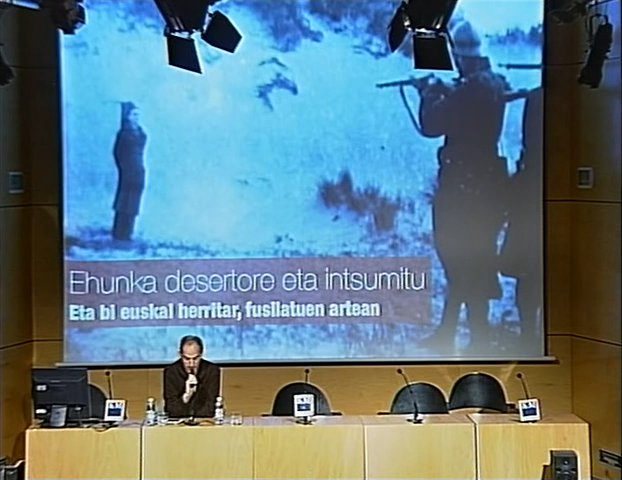 Ehunka desertore eta intsumitu
Eta bi euskal herritar, fusilatuen artean